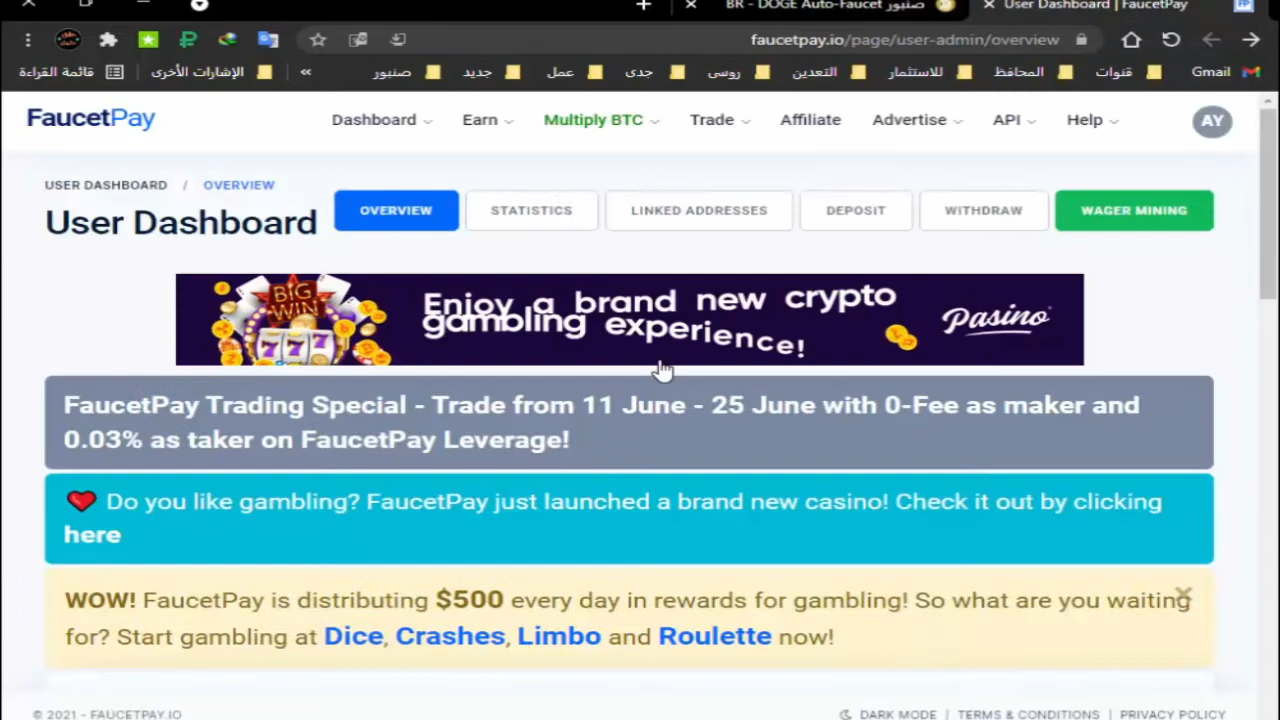 BR - DOGE Auto-Faucet صنبور
User Dashboard | FaucetPay
faucetpay.io/page/user-admin/overview
قائمة القراءة
الإشارات الأخرى
»
صنبور
جديد
عمل
جدى
روسى
التعدين
للاستثمار
المحافظ
قنوات
Gmail
FaucetPay
Dashboard
Earn
Multiply BTC
Trade
Affiliate
Advertise
API
Help
AY
USER DASHBOARD / OVERVIEW
User Dashboard
OVERVIEW
STATISTICS
LINKED ADDRESSES
DEPOSIT
WITHDRAW
WAGER MINING
BIG
WIN
777
Enjoy a brand new crypto
gambling experience!
Pasino
FaucetPay Trading Special - Trade from 11 June - 25 June with 0-Fee as maker and
0.03% as taker on FaucetPay Leverage!
Do you like gambling? FaucetPay just launched a brand new casino! Check it out by clicking
here
WOW! FaucetPay is distributing $500 every day in rewards for gambling! So what are you waiting
for? Start gambling at Dice, Crashes, Limbo and Roulette now!
© 2021 - FAUCETPAY.IO
DARK MODE | TERMS & CONDITIONS | PRIVACY POLICY